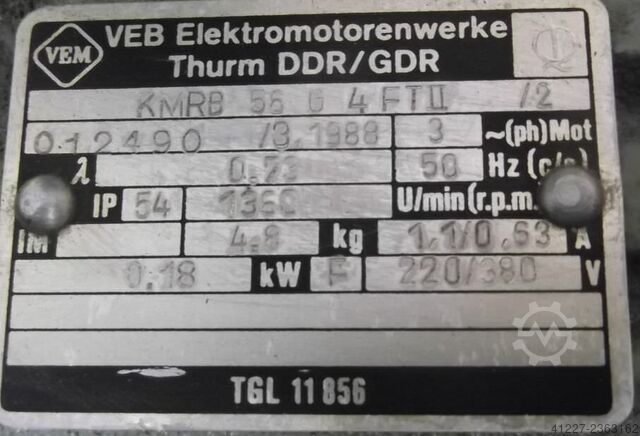 VEM
VEB Elektromotorenwerke
Thurm DDR/GDR
Q
KMRB 56 G 4 FT II /2
012490 /3.1988 3 ~(ph)Mot
λ 0.73 50 Hz (c/s)
IP 54 1360 U/min(r.p.m.
IM 4.8 kg 1.1/0.63 A
0.18 kW F 220/380 V
TGL 11 856
41227-2363162